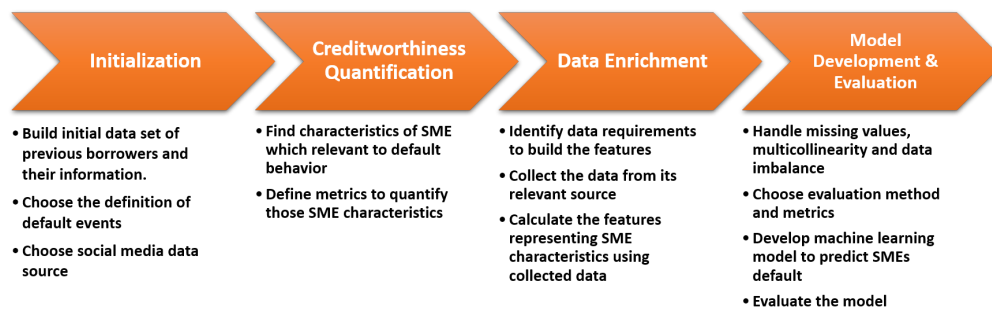 Initialization
• Build initial data set of
previous borrowers and
their information.
• Choose the definition of
default events
• Choose social media data
source
Creditworthiness
Quantification
• Find characteristics of SME
which relevant to default
behavior
• Define metrics to quantify
those SME characteristics
Data Enrichment
• Identify data requirements
to build the features
• Collect the data from its
relevant source
• Calculate the features
representing SME
characteristics using
collected data
Model
Development &
Evaluation
• Handle missing values,
multicollinearity and data
imbalance
• Choose evaluation method
and metrics
• Develop machine learning
model to predict SMEs
default
• Evaluate the model